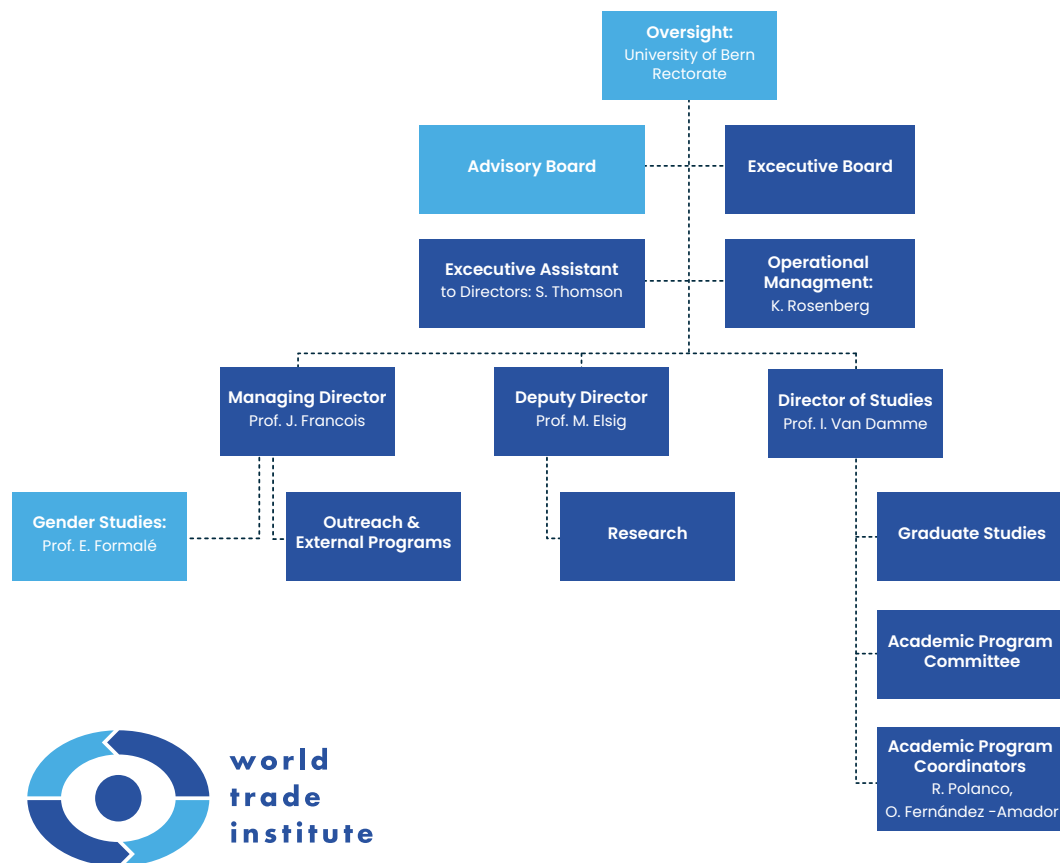 Oversight:
University of Bern
Rectorate
Advisory Board
Excecutive Board
Excecutive Assistant
to Directors: S. Thomson
Operational
Managment:
K. Rosenberg
Managing Director
Prof. J. Francois
Deputy Director
Prof. M. Elsig
Director of Studies
Prof. I. Van Damme
Gender Studies:
Prof. E. Formalé
Outreach &
External Programs
Research
Graduate Studies
Academic Program
Committee
Academic Program
Coordinators
R. Polanco,
O. Fernández -Amador
world
trade
institute